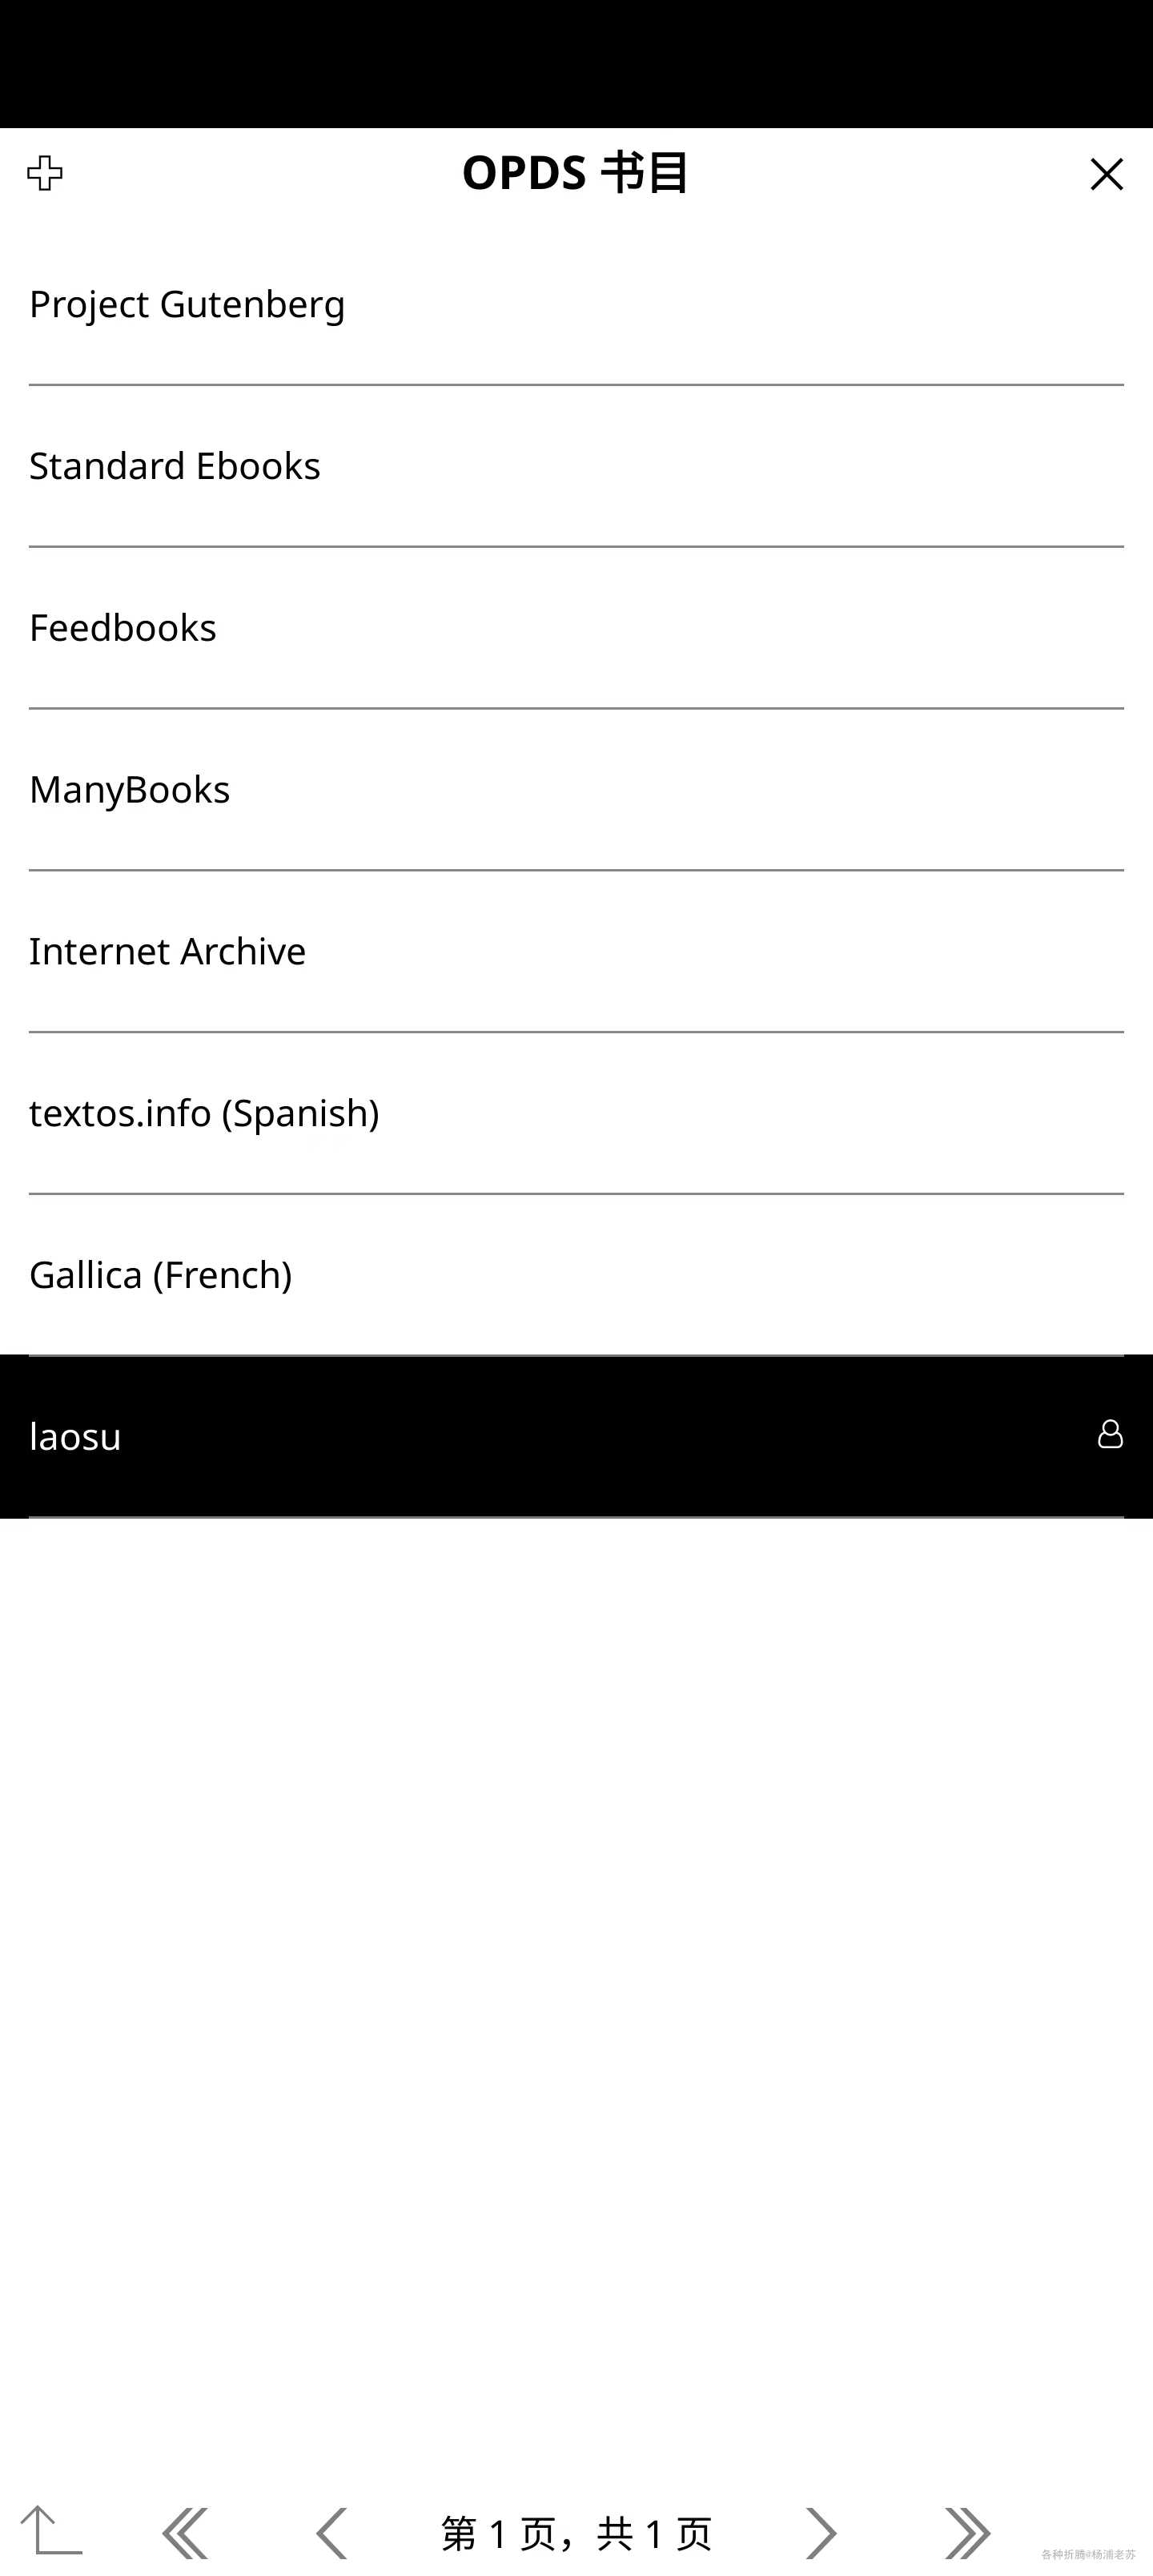 OPDS 书目
Project Gutenberg
Standard Ebooks
Feedbooks
ManyBooks
Internet Archive
textos.info (Spanish)
Gallica (French)
laosu
第 1 页，共 1 页
各种折腾#杨浦老苏